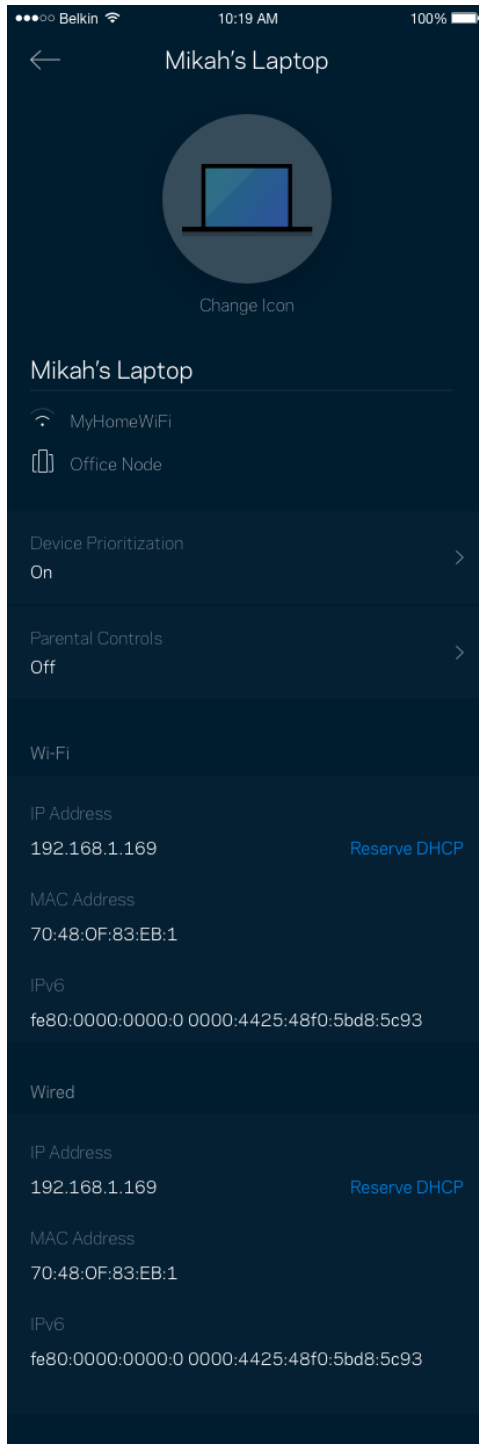 Belkin 10:19 AM 100%
Mikah's Laptop
Change Icon
Mikah's Laptop
MyHomeWiFi
Office Node
Device Prioritization
On
Parental Controls
Off
Wi-Fi
IP Address
192.168.1.169 Reserve DHCP
MAC Address
70:48:0F:83:EB:1
IPv6
fe80:0000:0000:0 0000:4425:48f0:5bd8:5c93
Wired
IP Address
192.168.1.169 Reserve DHCP
MAC Address
70:48:0F:83:EB:1
IPv6
fe80:0000:0000:0 0000:4425:48f0:5bd8:5c93